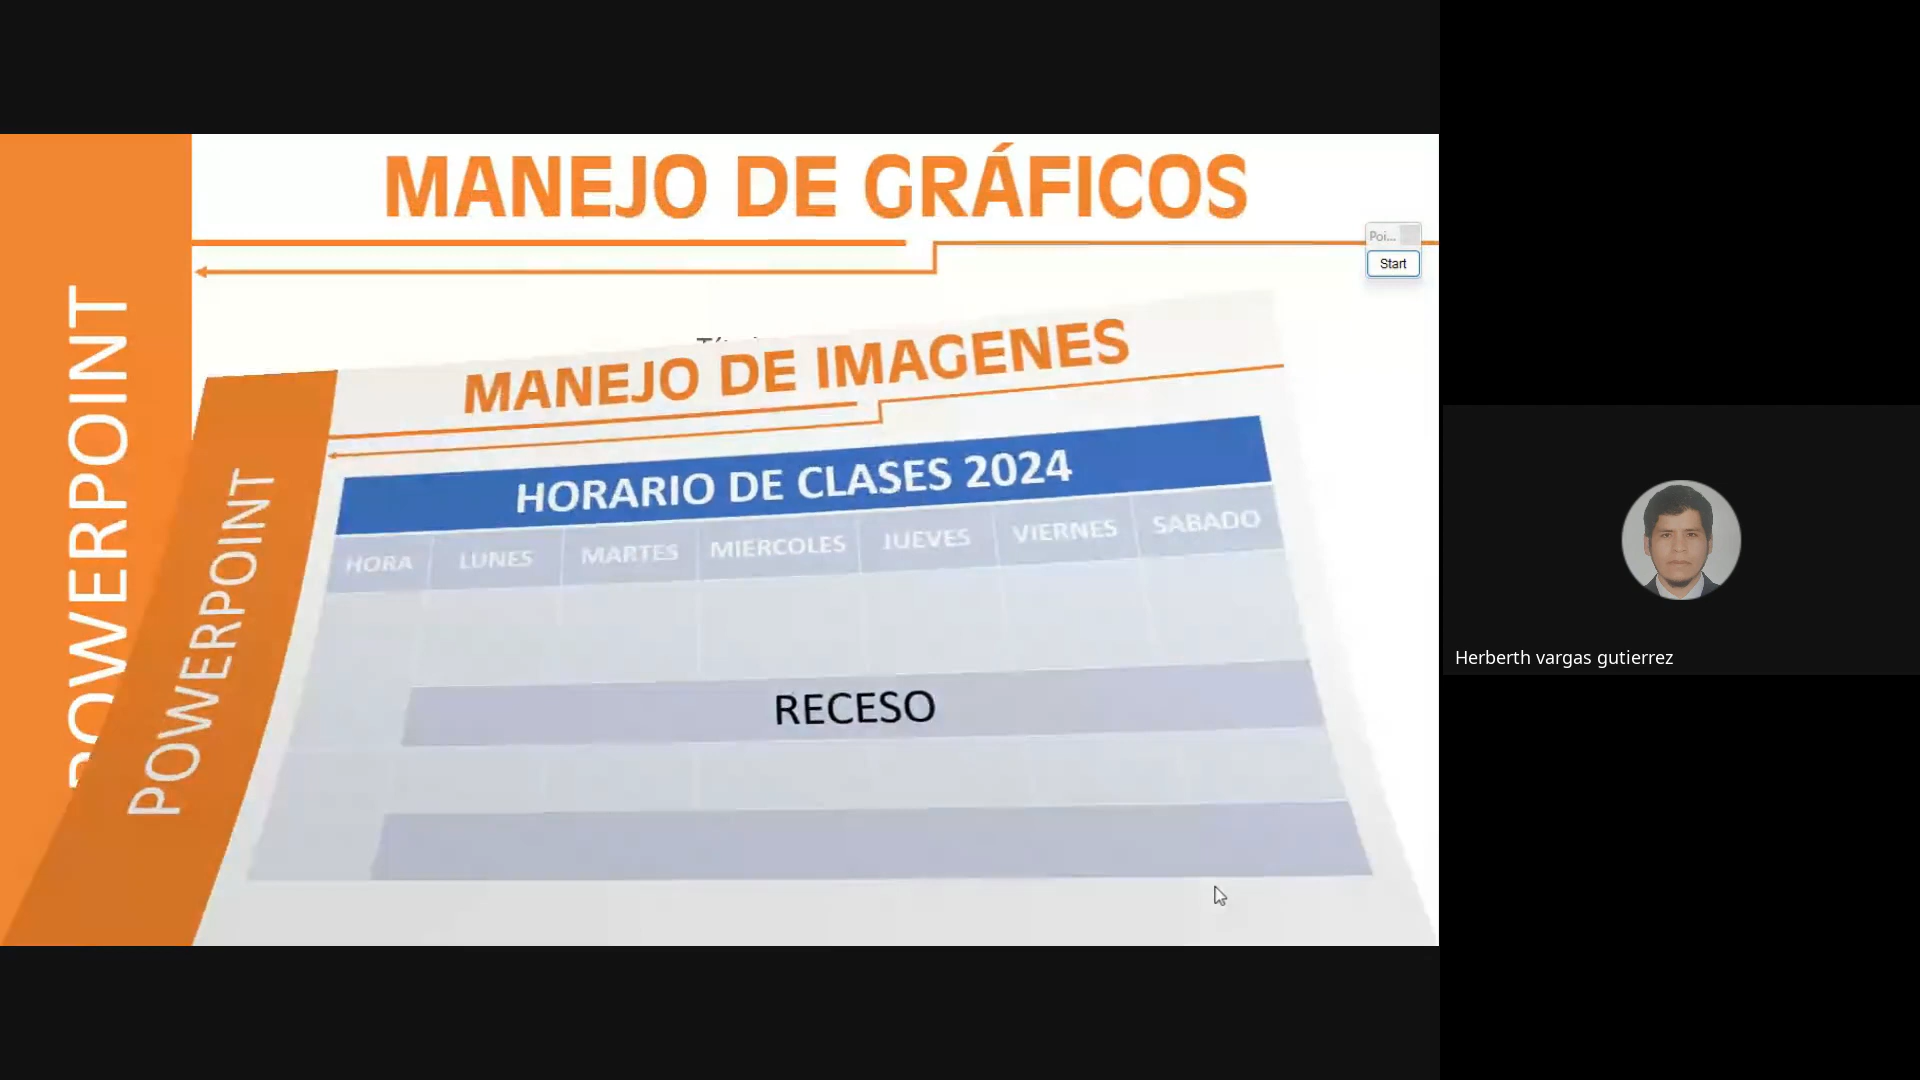 MANEJO DE GRÁFICOS
POWERPOINT
Poi...
Start
MANEJO DE IMAGENES
POWERPOINT
HORARIO DE CLASES 2024
HORA LUNES MARTES MIERCOLES JUEVES VIERNES SABADO
RECESO
Herberth vargas gutierrez